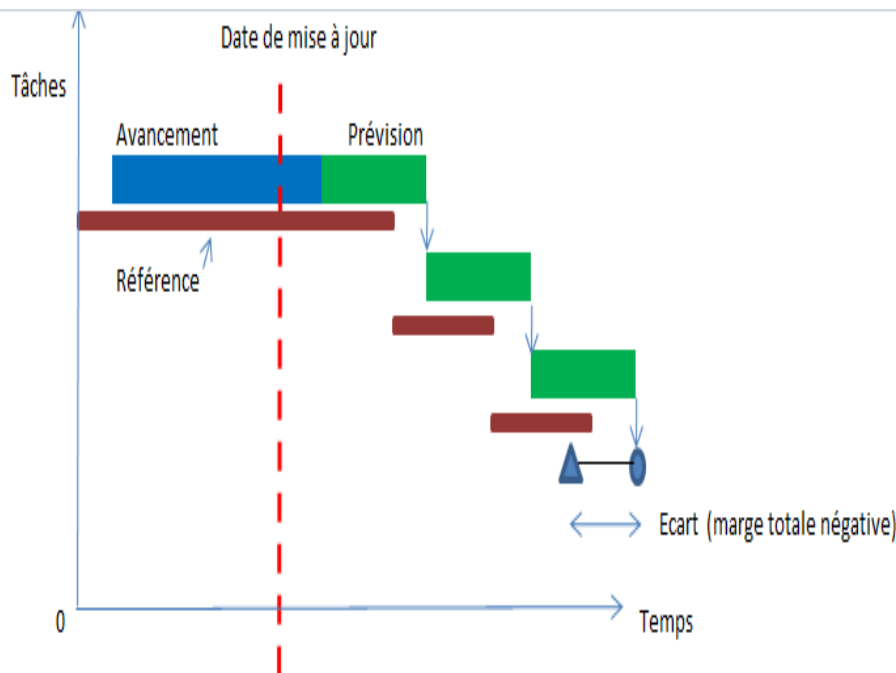 Date de mise à jour
Tâches
Avancement
Prévision
Référence
Ecart (marge totale négative)
0
Temps